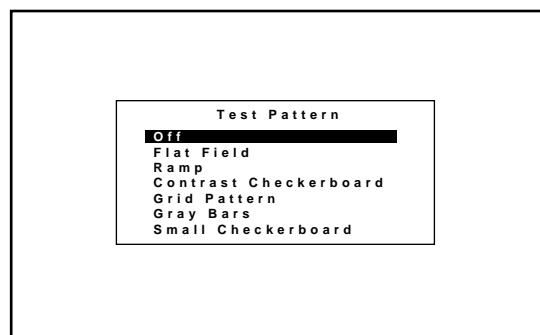 Test Pattern
Off
Flat Field
Ramp
Contrast Checkerboard
Grid Pattern
Gray Bars
Small Checkerboard